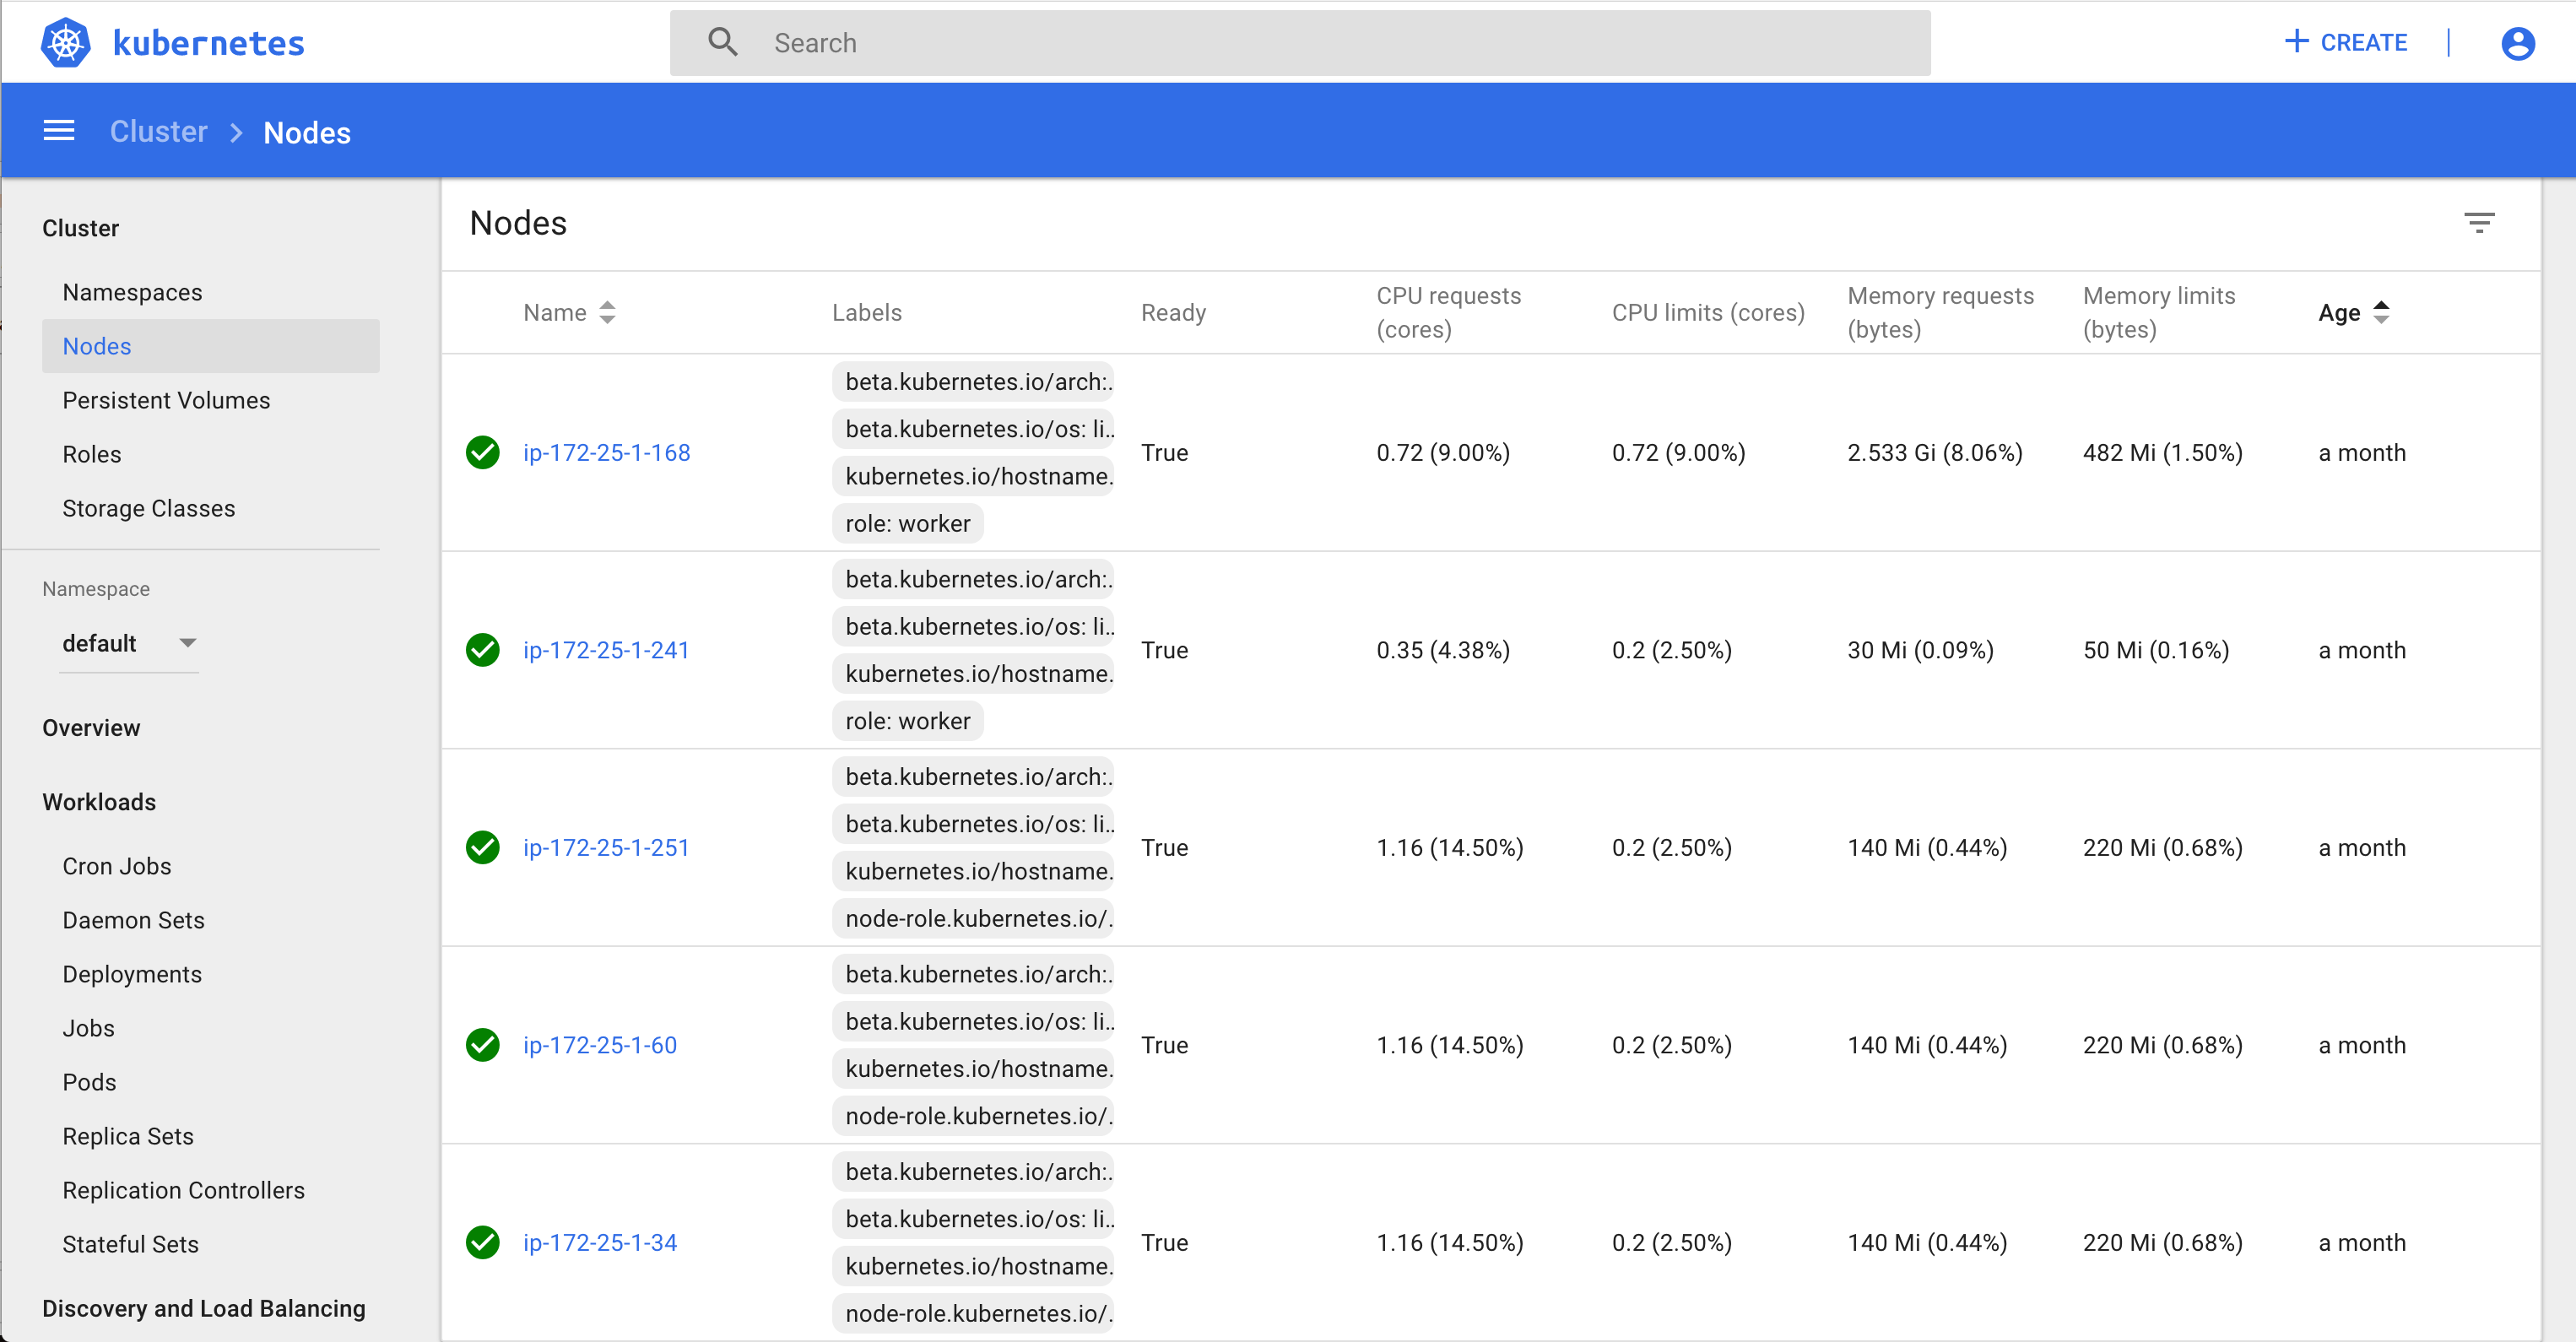 kubernetes
Search
CREATE
Cluster > Nodes
Cluster
Namespaces
Nodes
Persistent Volumes
Roles
Storage Classes
Namespace
default
Overview
Workloads
Cron Jobs
Daemon Sets
Deployments
Jobs
Pods
Replica Sets
Replication Controllers
Stateful Sets
Discovery and Load Balancing
Nodes
Name Labels Ready CPU requests (cores) CPU limits (cores) Memory requests (bytes) Memory limits (bytes) Age
beta.kubernetes.io/arch:.
beta.kubernetes.io/os: li..
ip-172-25-1-168 True 0.72 (9.00%) 0.72 (9.00%) 2.533 Gi (8.06%) 482 Mi (1.50%) a month
kubernetes.io/hostname.
role: worker
beta.kubernetes.io/arch:.
beta.kubernetes.io/os: li..
ip-172-25-1-241 True 0.35 (4.38%) 0.2 (2.50%) 30 Mi (0.09%) 50 Mi (0.16%) a month
kubernetes.io/hostname.
role: worker
beta.kubernetes.io/arch:.
beta.kubernetes.io/os: li..
ip-172-25-1-251 True 1.16 (14.50%) 0.2 (2.50%) 140 Mi (0.44%) 220 Mi (0.68%) a month
kubernetes.io/hostname.
node-role.kubernetes.io/.
beta.kubernetes.io/arch:.
beta.kubernetes.io/os: li..
ip-172-25-1-60 True 1.16 (14.50%) 0.2 (2.50%) 140 Mi (0.44%) 220 Mi (0.68%) a month
kubernetes.io/hostname.
node-role.kubernetes.io/.
beta.kubernetes.io/arch:.
beta.kubernetes.io/os: li..
ip-172-25-1-34 True 1.16 (14.50%) 0.2 (2.50%) 140 Mi (0.44%) 220 Mi (0.68%) a month
kubernetes.io/hostname.
node-role.kubernetes.io/.